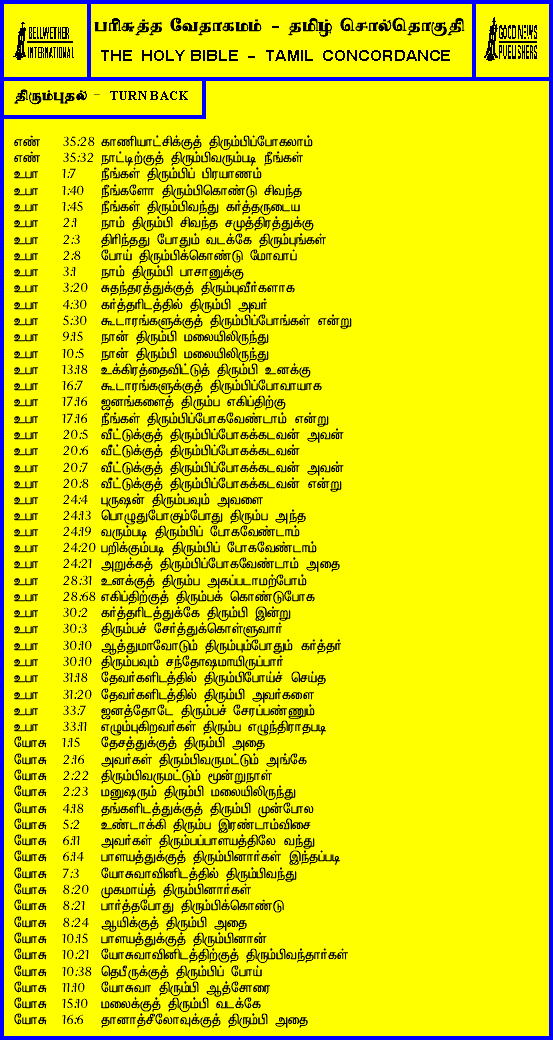 BELLWETHER
INTERNATIONAL
பரிசுத்த வேதாகமம் - தமிழ் சொல்தொகுதி
THE HOLY BIBLE - TAMIL CONCORDANCE
GOOD NEWS
PUBLISHERS
திரும்புதல் - TURN BACK
எண் 35:28 காணியாட்சிக்குத் திரும்பிப்போகலாம்
எண் 35:32 நாட்டிற்குத் திரும்பிவரும்படி நீங்கள்
உபா 1:7 நீங்கள் திரும்பிப் பிரயாணம்
உபா 1:40 நீங்களோ திரும்பிகொண்டு சிவந்த
உபா 1:45 நீங்கள் திரும்பிவந்து கர்த்தருடைய
உபா 2:1 நாம் திரும்பி சிவந்த சமுத்திரத்துக்கு
உபா 2:3 திரிந்தது போதும் வடக்கே திரும்புங்கள்
உபா 2:8 போய் திரும்பிக்கொண்டு மோவாப்
உபா 3:1 நாம் திரும்பி பாசானுக்கு
உபா 3:20 சுதந்தரத்துக்குத் திரும்புவீர்களாக
உபா 4:30 கர்த்தரிடத்தில் திரும்பி அவர்
உபா 5:30 கூடாரங்களுக்குத் திரும்பிப்போங்கள் என்று
உபா 9:15 நான் திரும்பி மலையிலிருந்து
உபா 10:5 நான் திரும்பி மலையிலிருந்து
உபா 13:18 உக்கிரத்தைவிட்டுத் திரும்பி உனக்கு
உபா 16:7 கூடாரங்களுக்குத் திரும்பிப்போவாயாக
உபா 17:16 ஜனங்களைத் திரும்ப எகிப்திற்கு
உபா 17:16 நீங்கள் திரும்பிப்போகவேண்டாம் என்று
உபா 20:5 வீட்டுக்குத் திரும்பிப்போகக்கடவன் அவன்
உபா 20:6 வீட்டுக்குத் திரும்பிப்போகக்கடவன்
உபா 20:7 வீட்டுக்குத் திரும்பிப்போகக்கடவன் அவன்
உபா 20:8 வீட்டுக்குத் திரும்பிப்போகக்கடவன் என்று
உபா 24:4 புருஷன் திரும்பவும் அவளை
உபா 24:13 பொழுதுபோகும்போது திரும்ப அந்த
உபா 24:19 வரும்படி திரும்பிப் போகவேண்டாம்
உபா 24:20 பறிக்கும்படி திரும்பிப் போகவேண்டாம்
உபா 24:21 அறுக்கத் திரும்பிப்போகவேண்டாம் அதை
உபா 28:31 உனக்குத் திரும்ப அகப்படாமற்போம்
உபா 28:68 எகிப்திற்குத் திரும்பக் கொண்டுபோக
உபா 30:2 கர்த்தரிடத்துக்கே திரும்பி இன்று
உபா 30:3 திரும்பச் சேர்த்துக்கொள்ளுவார்
உபா 30:10 ஆத்துமாவோடும் திரும்பும்போதும் கர்த்தர்
உபா 30:10 திரும்பவும் சந்தோஷமாயிருப்பார்
உபா 31:18 தேவர்களிடத்தில் திரும்பிபோய்ச் செய்த
உபா 31:20 தேவர்களிடத்தில் திரும்பி அவர்களை
உபா 33:7 ஜனத்தோடே திரும்பச் சேரப்பண்ணும்
உபா 33:11 எழும்புகிறவர்கள் திரும்ப எழுந்திராதபடி
யோசு 1:15 தேசத்துக்குத் திரும்பி அதை
யோசு 2:16 அவர்கள் திரும்பிவருமட்டும் அங்கே
யோசு 2:22 திரும்பிவருமட்டும் மூன்றுநாள்
யோசு 2:23 மனுஷரும் திரும்பி மலையிலிருந்து
யோசு 4:18 தங்களிடத்துக்குத் திரும்பி முன்போல
யோசு 5:2 உண்டாக்கி திரும்ப இரண்டாம்விசை
யோசு 6:11 அவர்கள் திரும்பப்பாளயத்திலே வந்து
யோசு 6:14 பாளயத்துக்குத் திரும்பினார்கள் இந்தப்படி
யோசு 7:3 யோசுவாவினிடத்தில் திரும்பிவந்து
யோசு 8:20 முகமாய்த் திரும்பினார்கள்
யோசு 8:21 பார்த்தபோது திரும்பிக்கொண்டு
யோசு 8:24 ஆயிக்குத் திரும்பி அதை
யோசு 10:15 பாளயத்துக்குத் திரும்பினான்
யோசு 10:21 யோசுவாவினிடத்திற்குத் திரும்பிவந்தார்கள்
யோசு 10:38 தெபீருக்குத் திரும்பிப் போய்
யோசு 11:10 யோசுவா திரும்பி ஆத்சோரை
யோசு 15:10 மலைக்குத் திரும்பி வடக்கே
யோசு 16:6 தானாத்சீலோவுக்குத் திரும்பி அதை